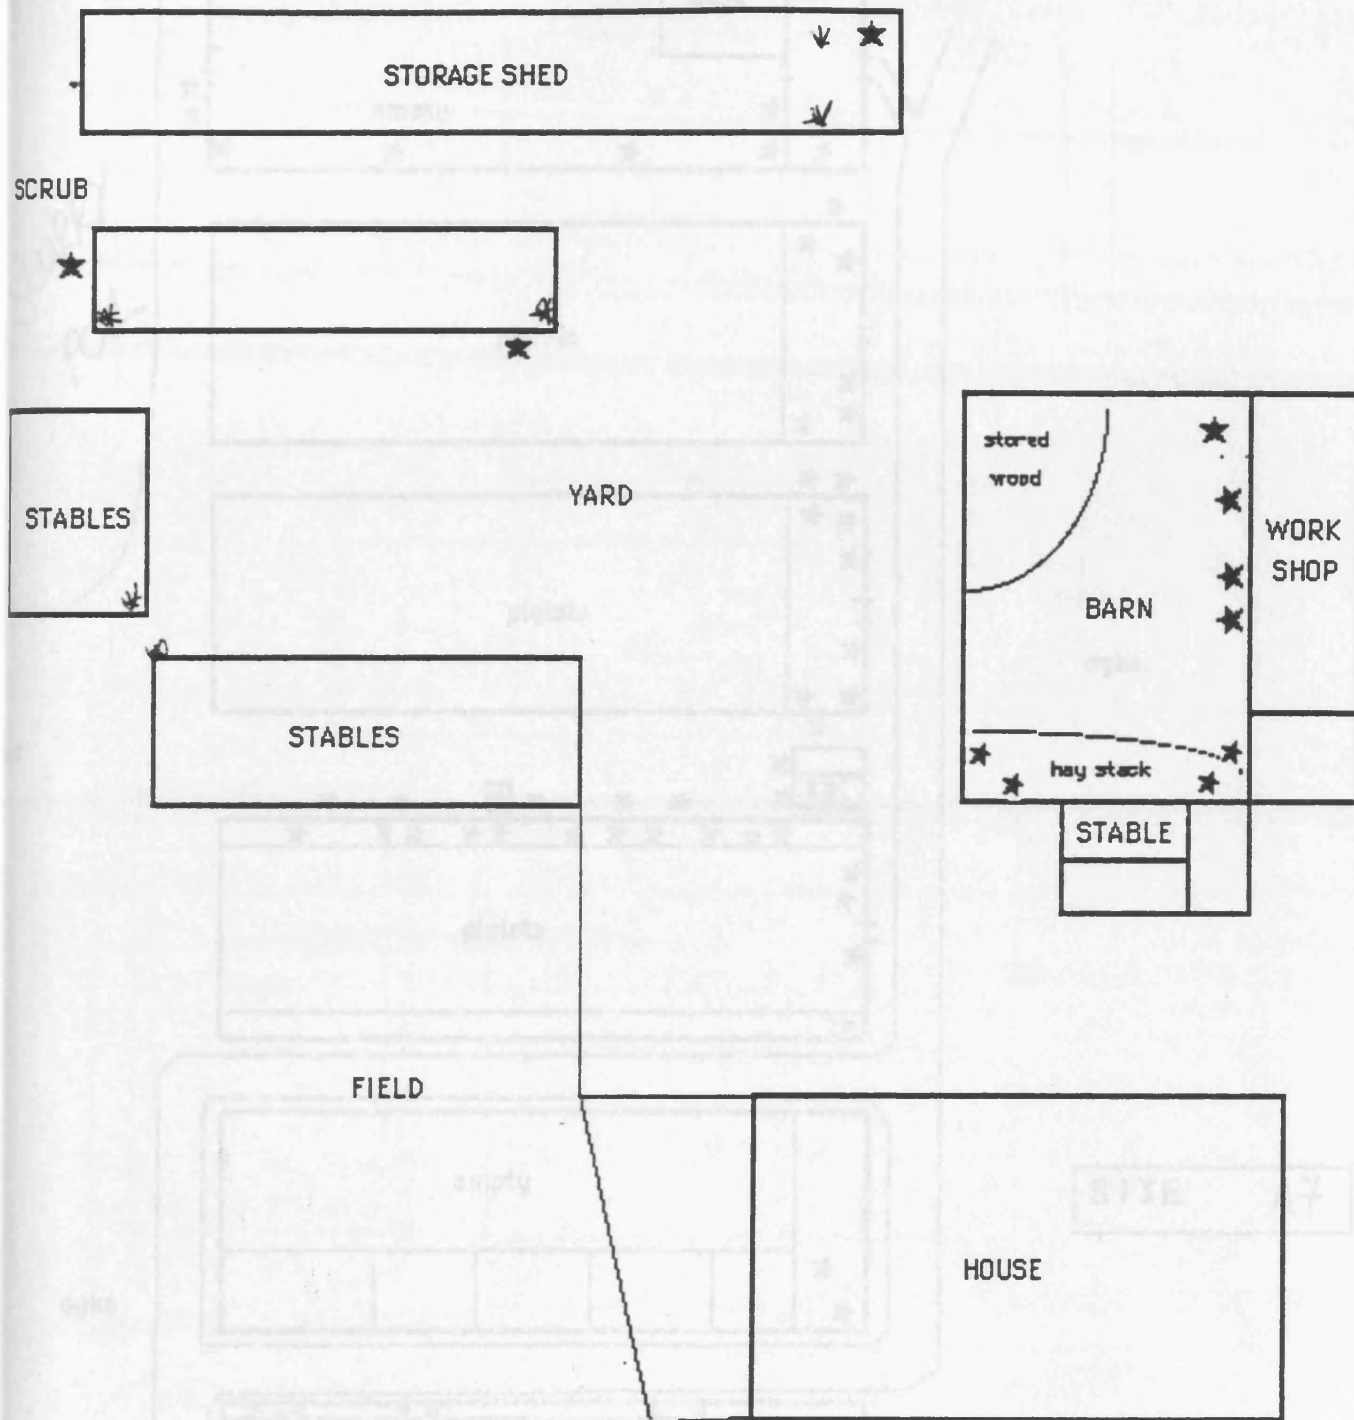 STORAGE SHED
SCRUB
stored
wood
YARD
STABLES
WORK
SHOP
BARN
STABLES
hay stack
STABLE
FIELD
HOUSE